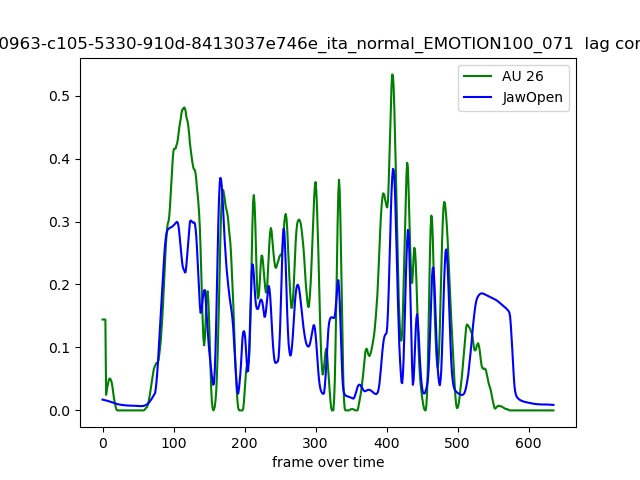 0963-c105-5330-910d-8413037e746e_ita_normal_EMOTION100_071 lag
AU 26
JawOpen
0.5
0.4
0.3
0.2
0.1
0.0
0 100 200 300 400 500 600
frame over time